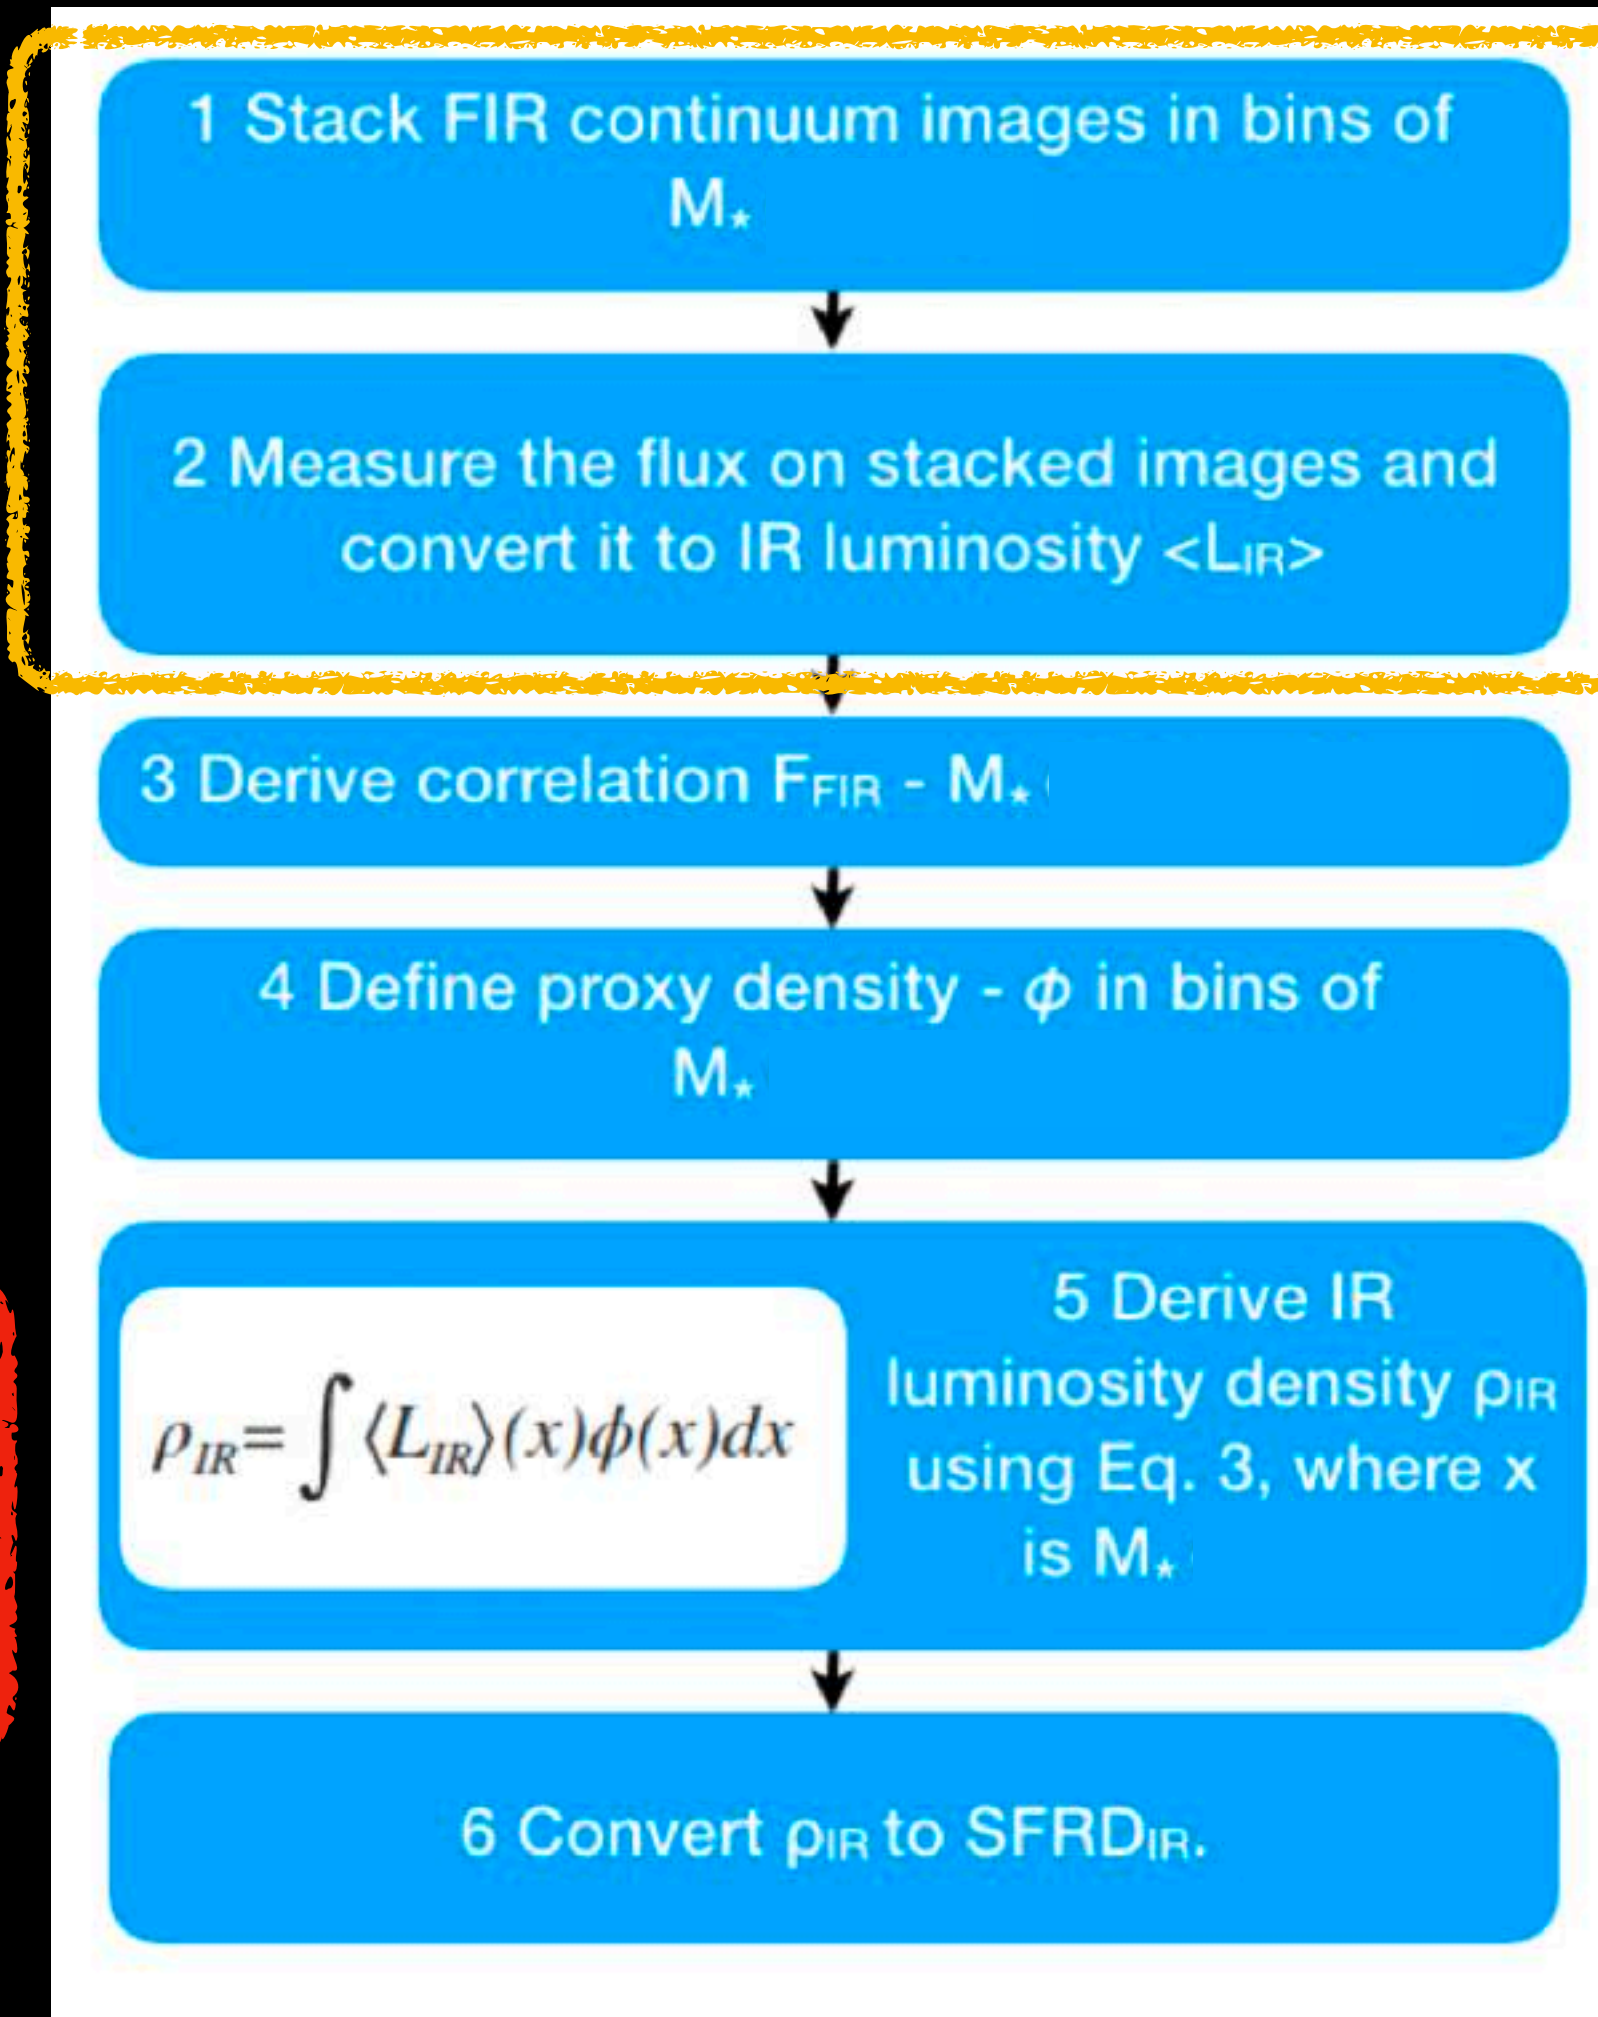 1 Stack FIR continuum images in bins of
M⋆
2 Measure the flux on stacked images and
convert it to IR luminosity <LIR>
3 Derive correlation FFIR - M⋆
4 Define proxy density - ϕ in bins of
M⋆
ρIR= ∫⟨LIR⟩(x)ϕ(x)dx
5 Derive IR
luminosity density ρIR
using Eq. 3, where x
is M⋆
6 Convert ρIR to SFRDIR.